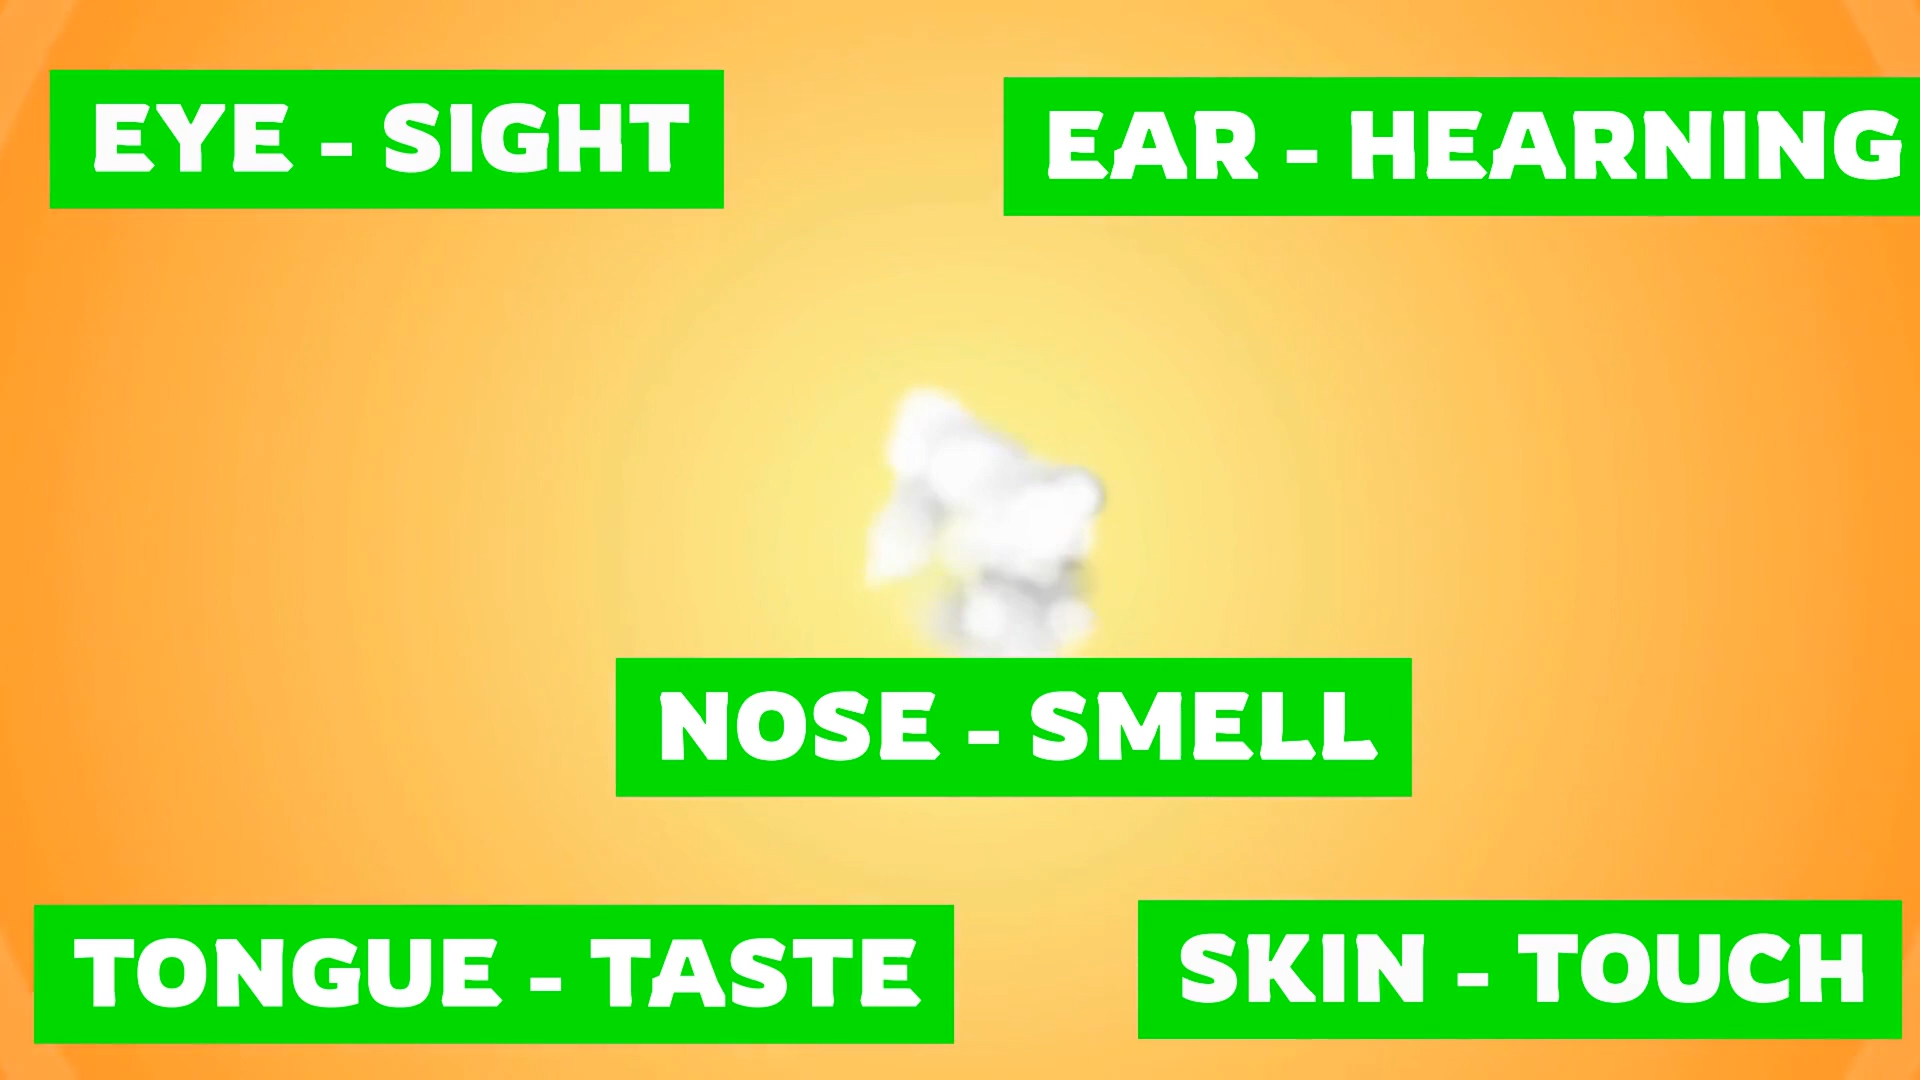 EYE - SIGHT
EAR - HEARNING
NOSE - SMELL
TONGUE - TASTE
SKIN - TOUCH